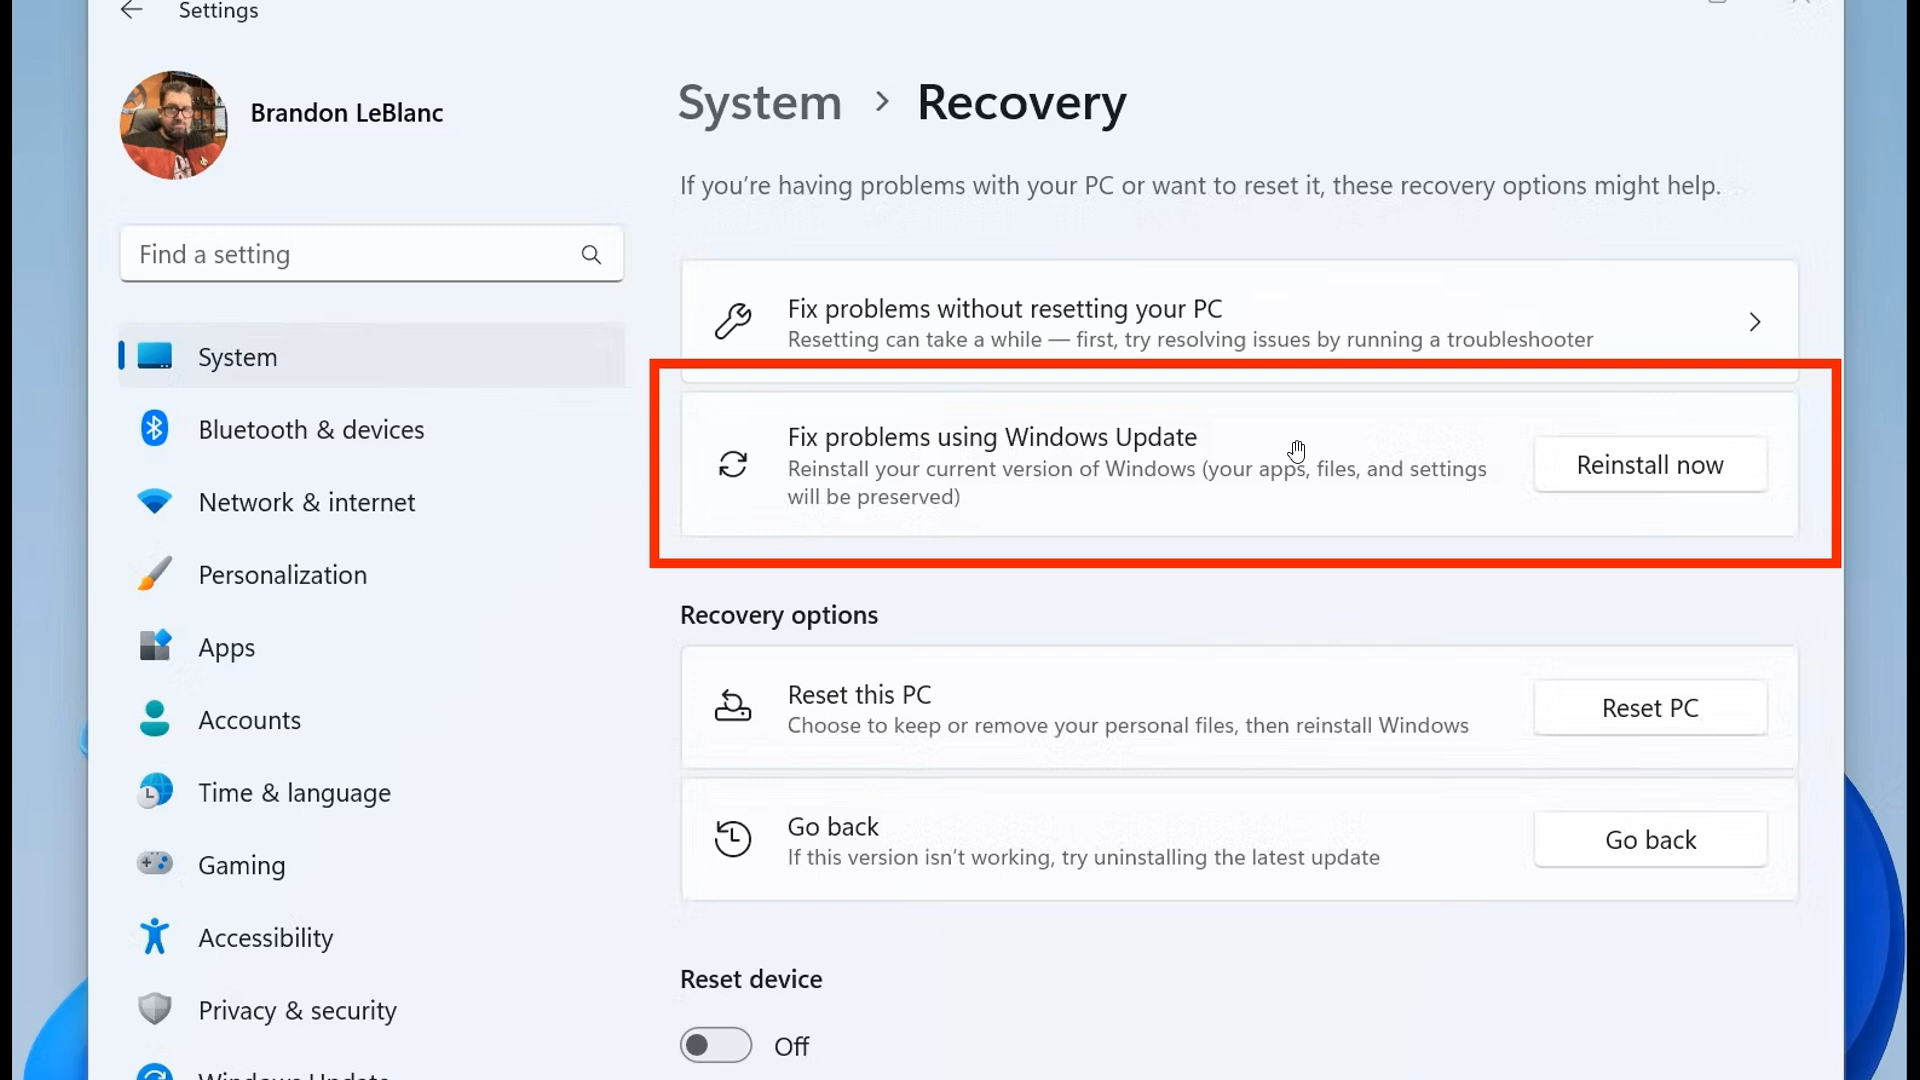 Settings
Brandon LeBlanc
Find a setting
System
Bluetooth & devices
Network & internet
Personalization
Apps
Accounts
Time & language
Gaming
Accessibility
Privacy & security
Windows Update
System > Recovery
If you're having problems with your PC or want to reset it, these recovery options might help.
Fix problems without resetting your PC
Resetting can take a while — first, try resolving issues by running a troubleshooter
Fix problems using Windows Update
Reinstall your current version of Windows (your apps, files, and settings
will be preserved)
Reinstall now
Recovery options
Reset this PC
Choose to keep or remove your personal files, then reinstall Windows
Reset PC
Go back
If this version isn't working, try uninstalling the latest update
Go back
Reset device
Off